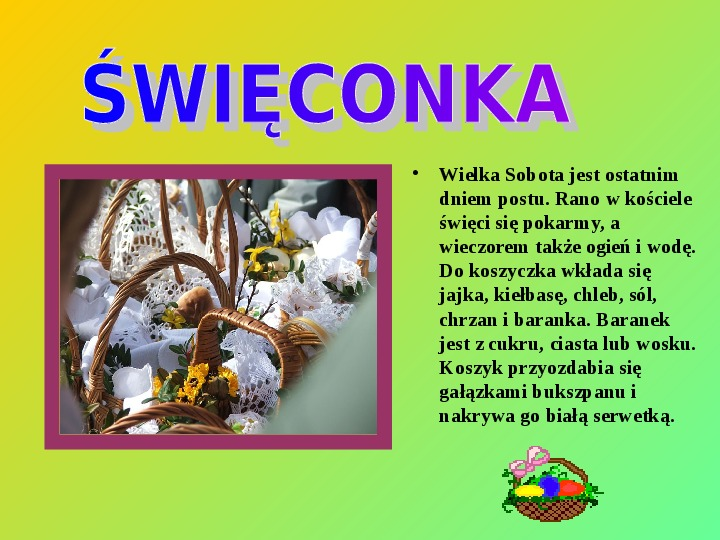 ŚWIĘCONKA
• Wielka Sobota jest ostatnim
dniem postu. Rano w kościele
święci się pokarmy, a
wieczorem także ogień i wodę.
Do koszyczka wkłada się
jajka, kiełbasę, chleb, sól,
chrzan i baranka. Baranek
jest z cukru, ciasta lub wosku.
Koszyk przyozdabia się
gałązkami bukszpanu i
nakrywa go białą serwetką.